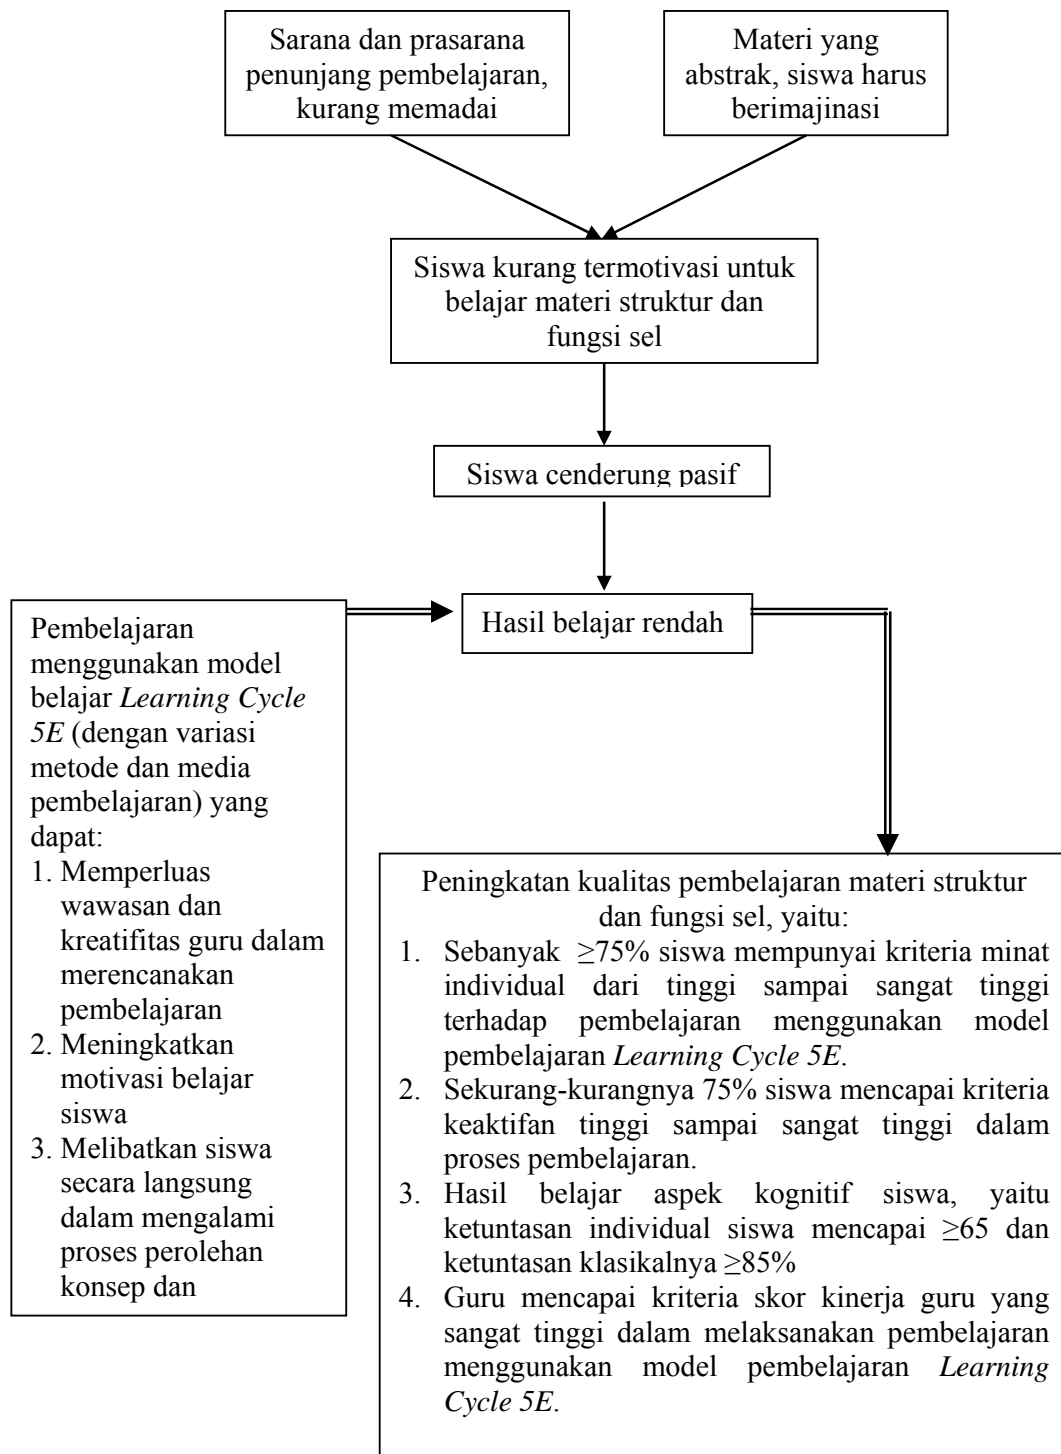 Sarana dan prasarana
penunjang pembelajaran,
kurang memadai
Materi yang
abstrak, siswa harus
berimajinasi
Siswa kurang termotivasi untuk
belajar materi struktur dan
fungsi sel
Siswa cenderung pasif
Hasil belajar rendah
Pembelajaran
menggunakan model
belajar Learning Cycle
5E (dengan variasi
metode dan media
pembelajaran) yang
dapat:
1. Memperluas
wawasan dan
kreatifitas guru dalam
merencanakan
pembelajaran
2. Meningkatkan
motivasi belajar
siswa
3. Melibatkan siswa
secara langsung
dalam mengalami
proses perolehan
konsep dan
Peningkatan kualitas pembelajaran materi struktur
dan fungsi sel, yaitu:
1. Sebanyak ≥75% siswa mempunyai kriteria minat
individual dari tinggi sampai sangat tinggi
terhadap pembelajaran menggunakan model
pembelajaran Learning Cycle 5E.
2. Sekurang-kurangnya 75% siswa mencapai kriteria
keaktifan tinggi sampai sangat tinggi dalam
proses pembelajaran.
3. Hasil belajar aspek kognitif siswa, yaitu
ketuntasan individual siswa mencapai ≥65 dan
ketuntasan klasikalnya ≥85%
4. Guru mencapai kriteria skor kinerja guru yang
sangat tinggi dalam melaksanakan pembelajaran
menggunakan model pembelajaran Learning
Cycle 5E.